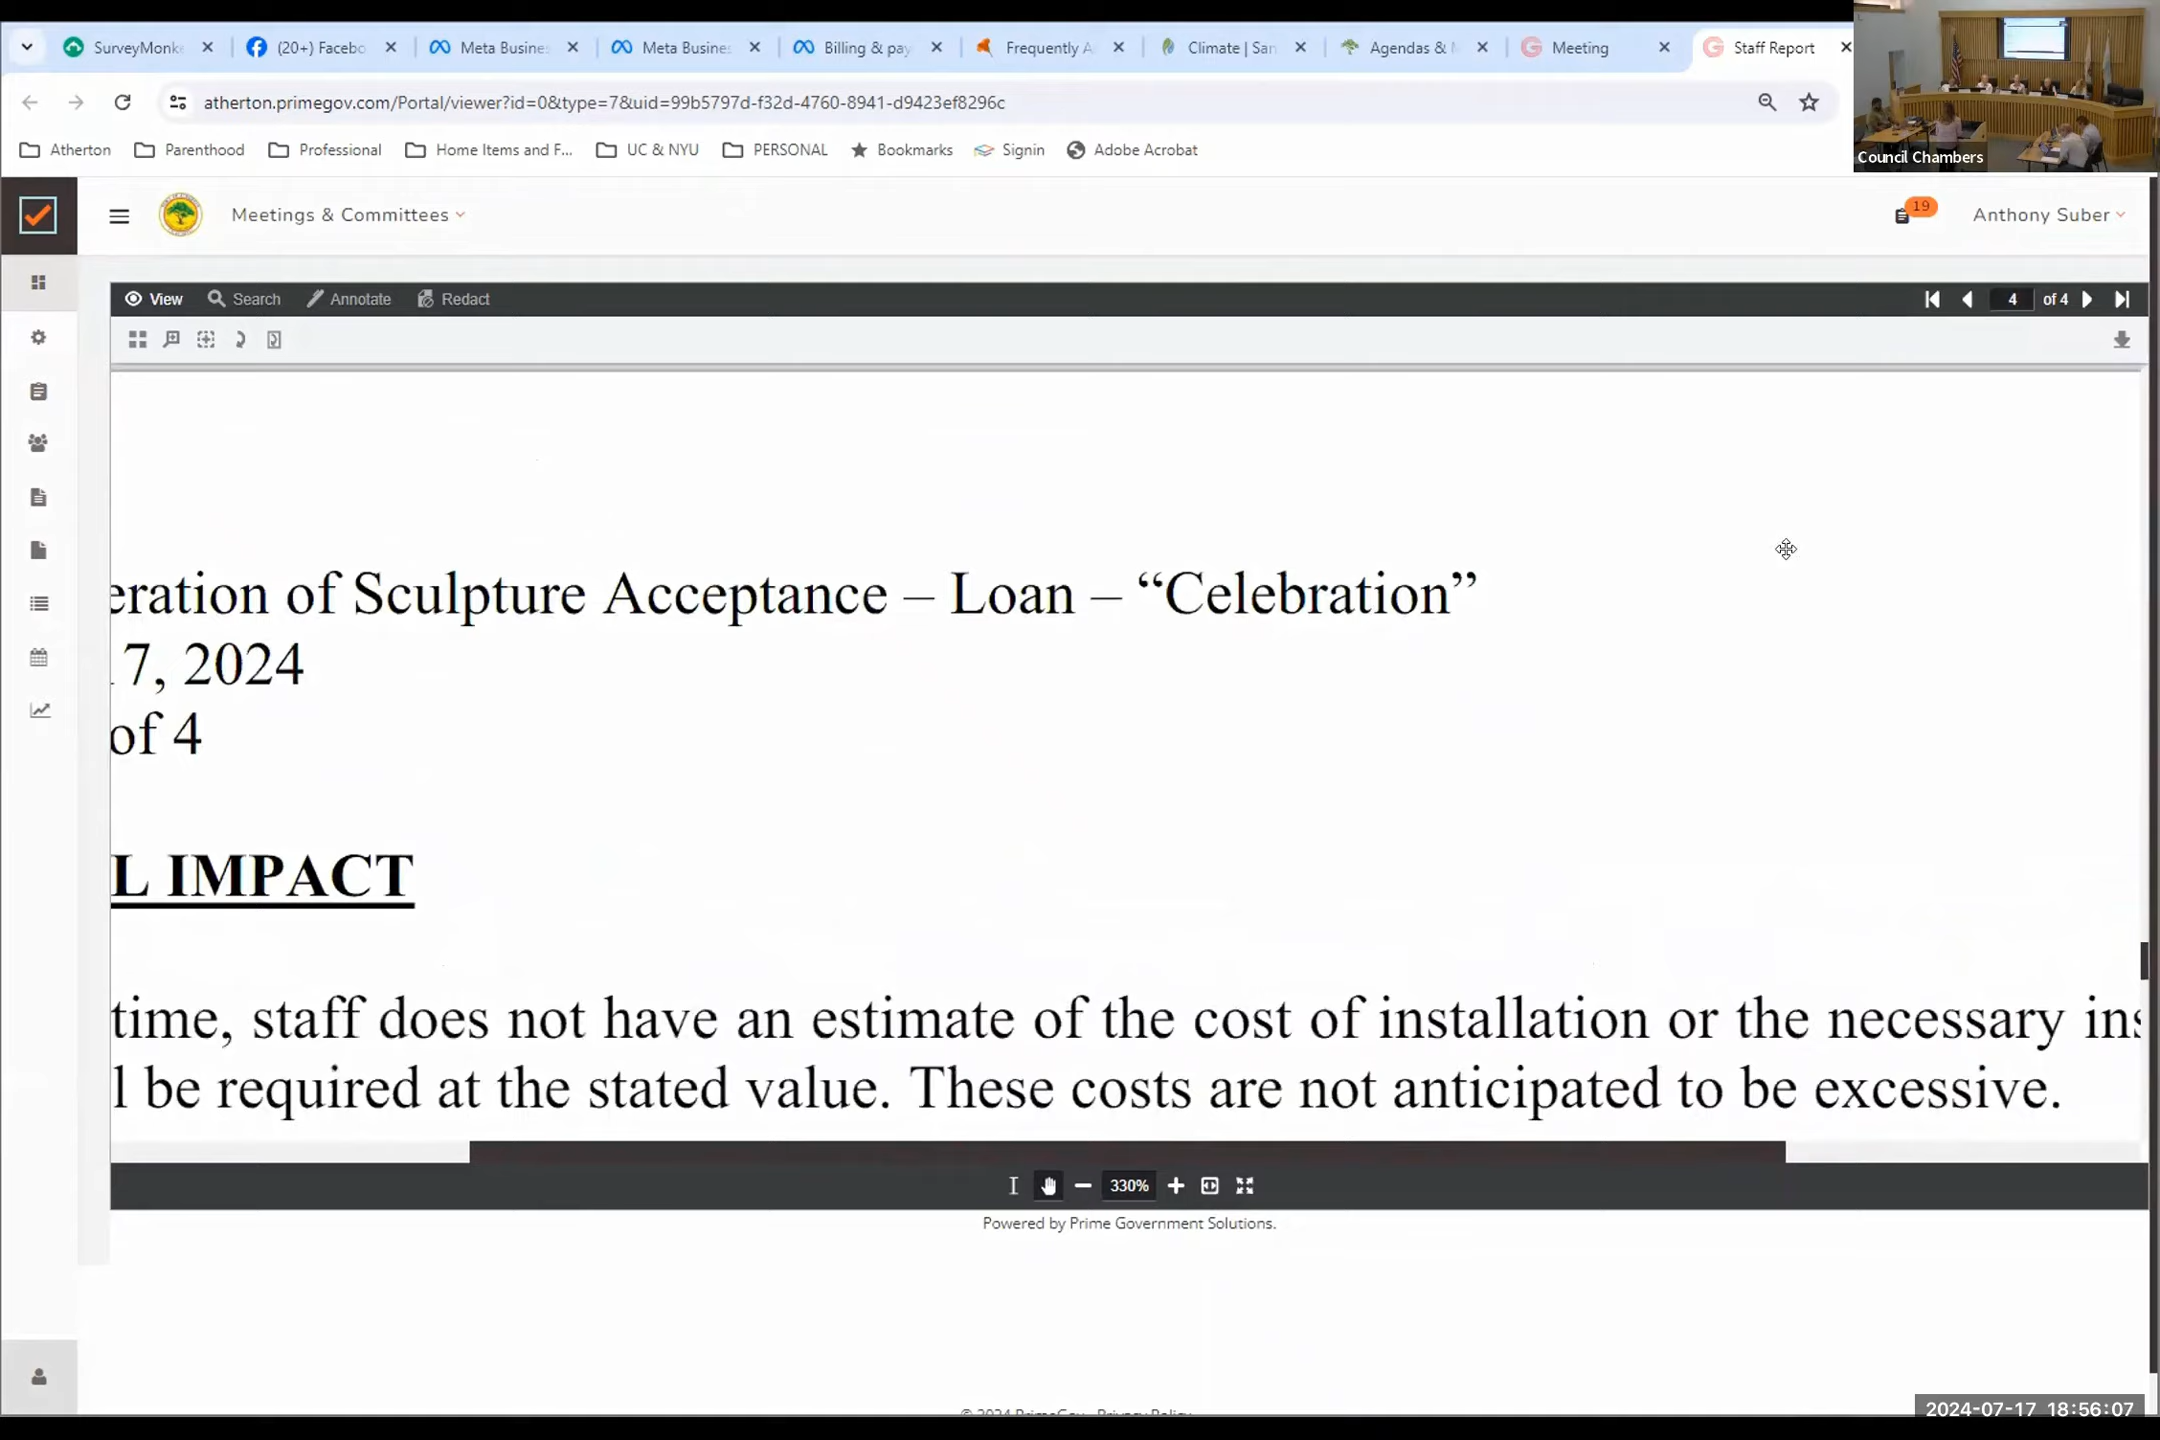 SurveyMonk
(20+) Facebo
Meta Busine
Meta Busine
Billing & pay
Frequently A
Climate | San
Agendas & M
Meeting
Staff Report
atherton.primegov.com/Portal/viewer?id=0&type=7&uid=99b5797d-f32d-4760-8941-d9423ef8296c
Atherton
Parenthood
Professional
Home Items and F...
UC & NYU
PERSONAL
Bookmarks
Signin
Adobe Acrobat
Council Chambers
Meetings & Committees
19
Anthony Suber
View
Search
Annotate
Redact
4 of 4
eration of Sculpture Acceptance – Loan – “Celebration”
17, 2024
of 4
L IMPACT
time, staff does not have an estimate of the cost of installation or the necessary ins
l be required at the stated value. These costs are not anticipated to be excessive.
330%
Powered by Prime Government Solutions.
© 2024 PrimeGov - Privacy Policy
2024-07-17 18:56:07